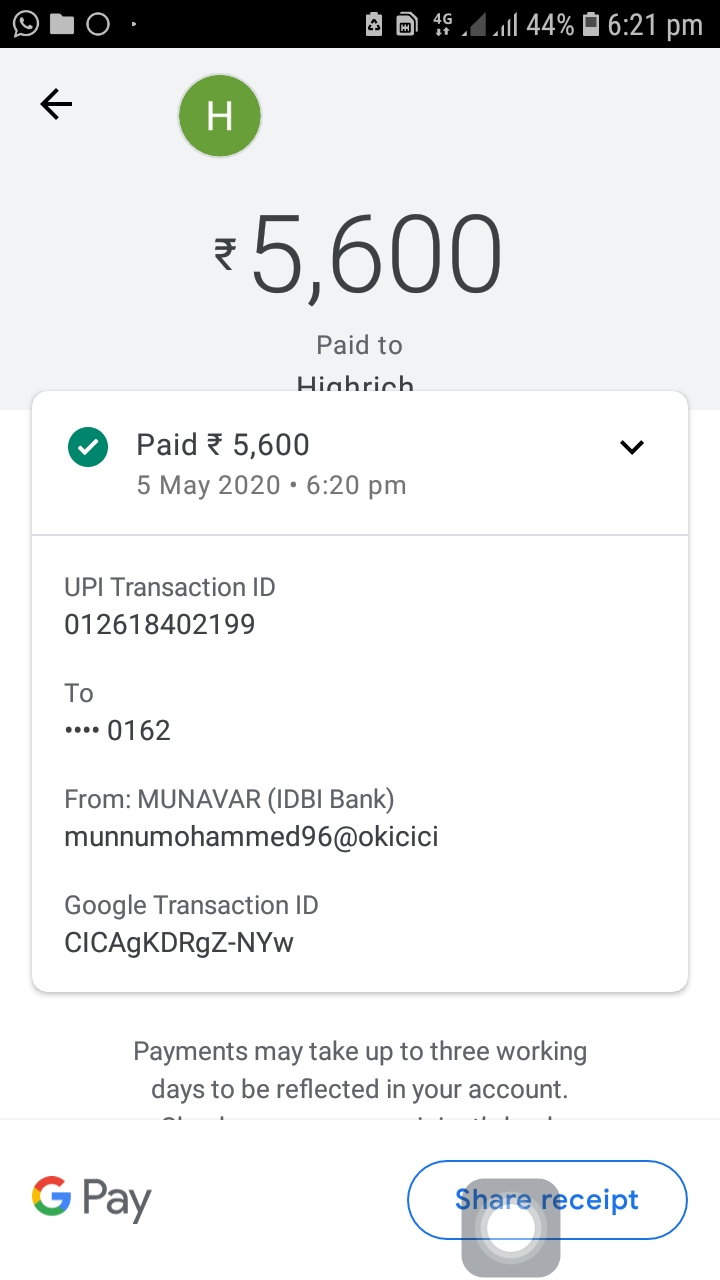 4G 44% 6:21 pm
H
₹5,600
Paid to
Highrich
Paid ₹ 5,600
5 May 2020 • 6:20 pm
UPI Transaction ID
012618402199
To
•••• 0162
From: MUNAVAR (IDBI Bank)
munnumohammed96@okicici
Google Transaction ID
CICAgKDRgZ-NYw
Payments may take up to three working
days to be reflected in your account.
G Pay
Share receipt